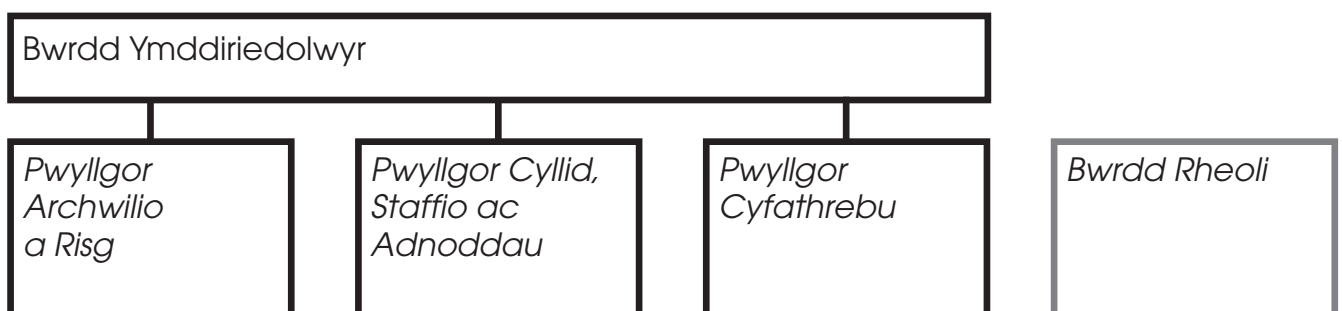 Bwrdd Ymddiriedolwyr
Pwyllgor
Archwilio
a Risg
Pwyllgor Cyllid,
Staffio ac
Adnoddau
Pwyllgor
Cyfathrebu
Bwrdd Rheoli